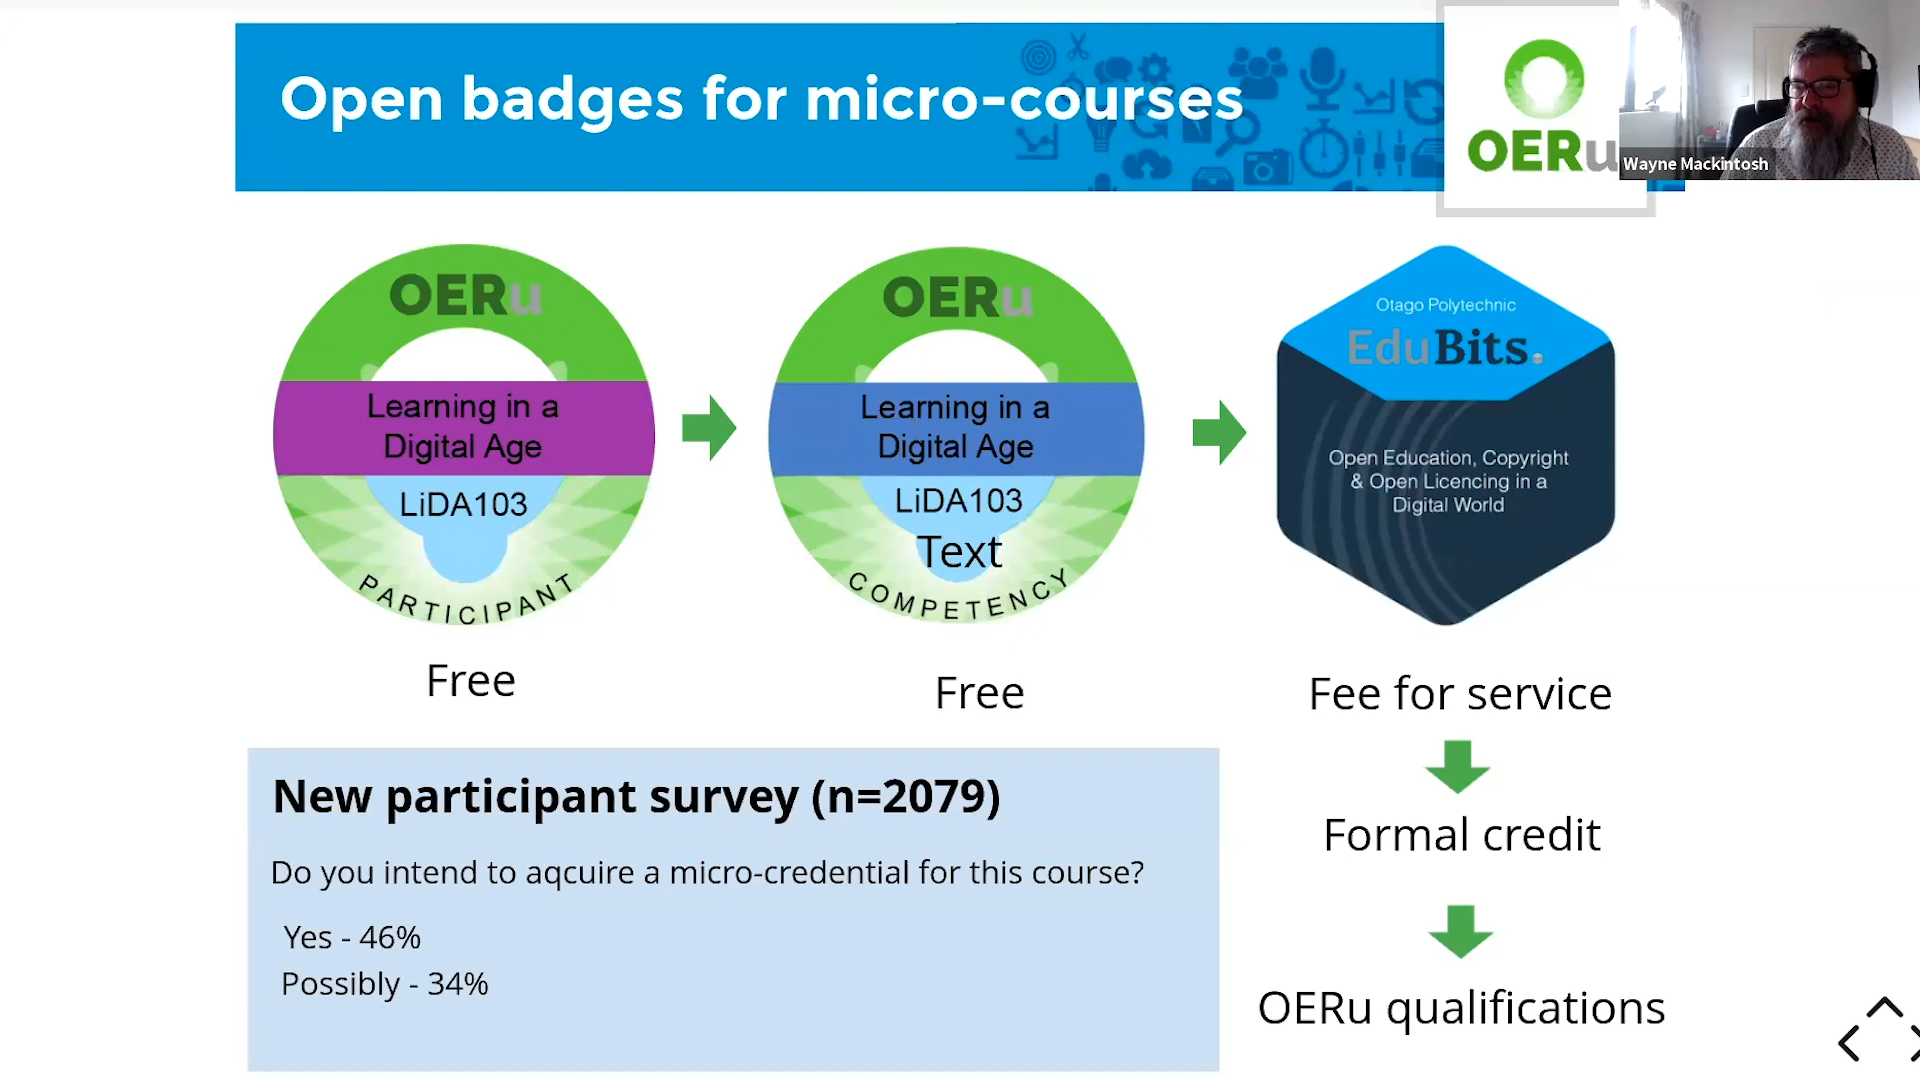 Open badges for micro-courses
OERu
Wayne Mackintosh
OERu
Learning in a
Digital Age
LiDA103
PARTICIPANT
OERu
Learning in a
Digital Age
LiDA103
Text
COMPETENCY
Otago Polytechnic
EduBits.
Open Education, Copyright
& Open Licencing in a
Digital World
Free
Free
Fee for service
Formal credit
OERu qualifications
New participant survey (n=2079)
Do you intend to aqcuire a micro-credential for this course?
Yes - 46%
Possibly - 34%